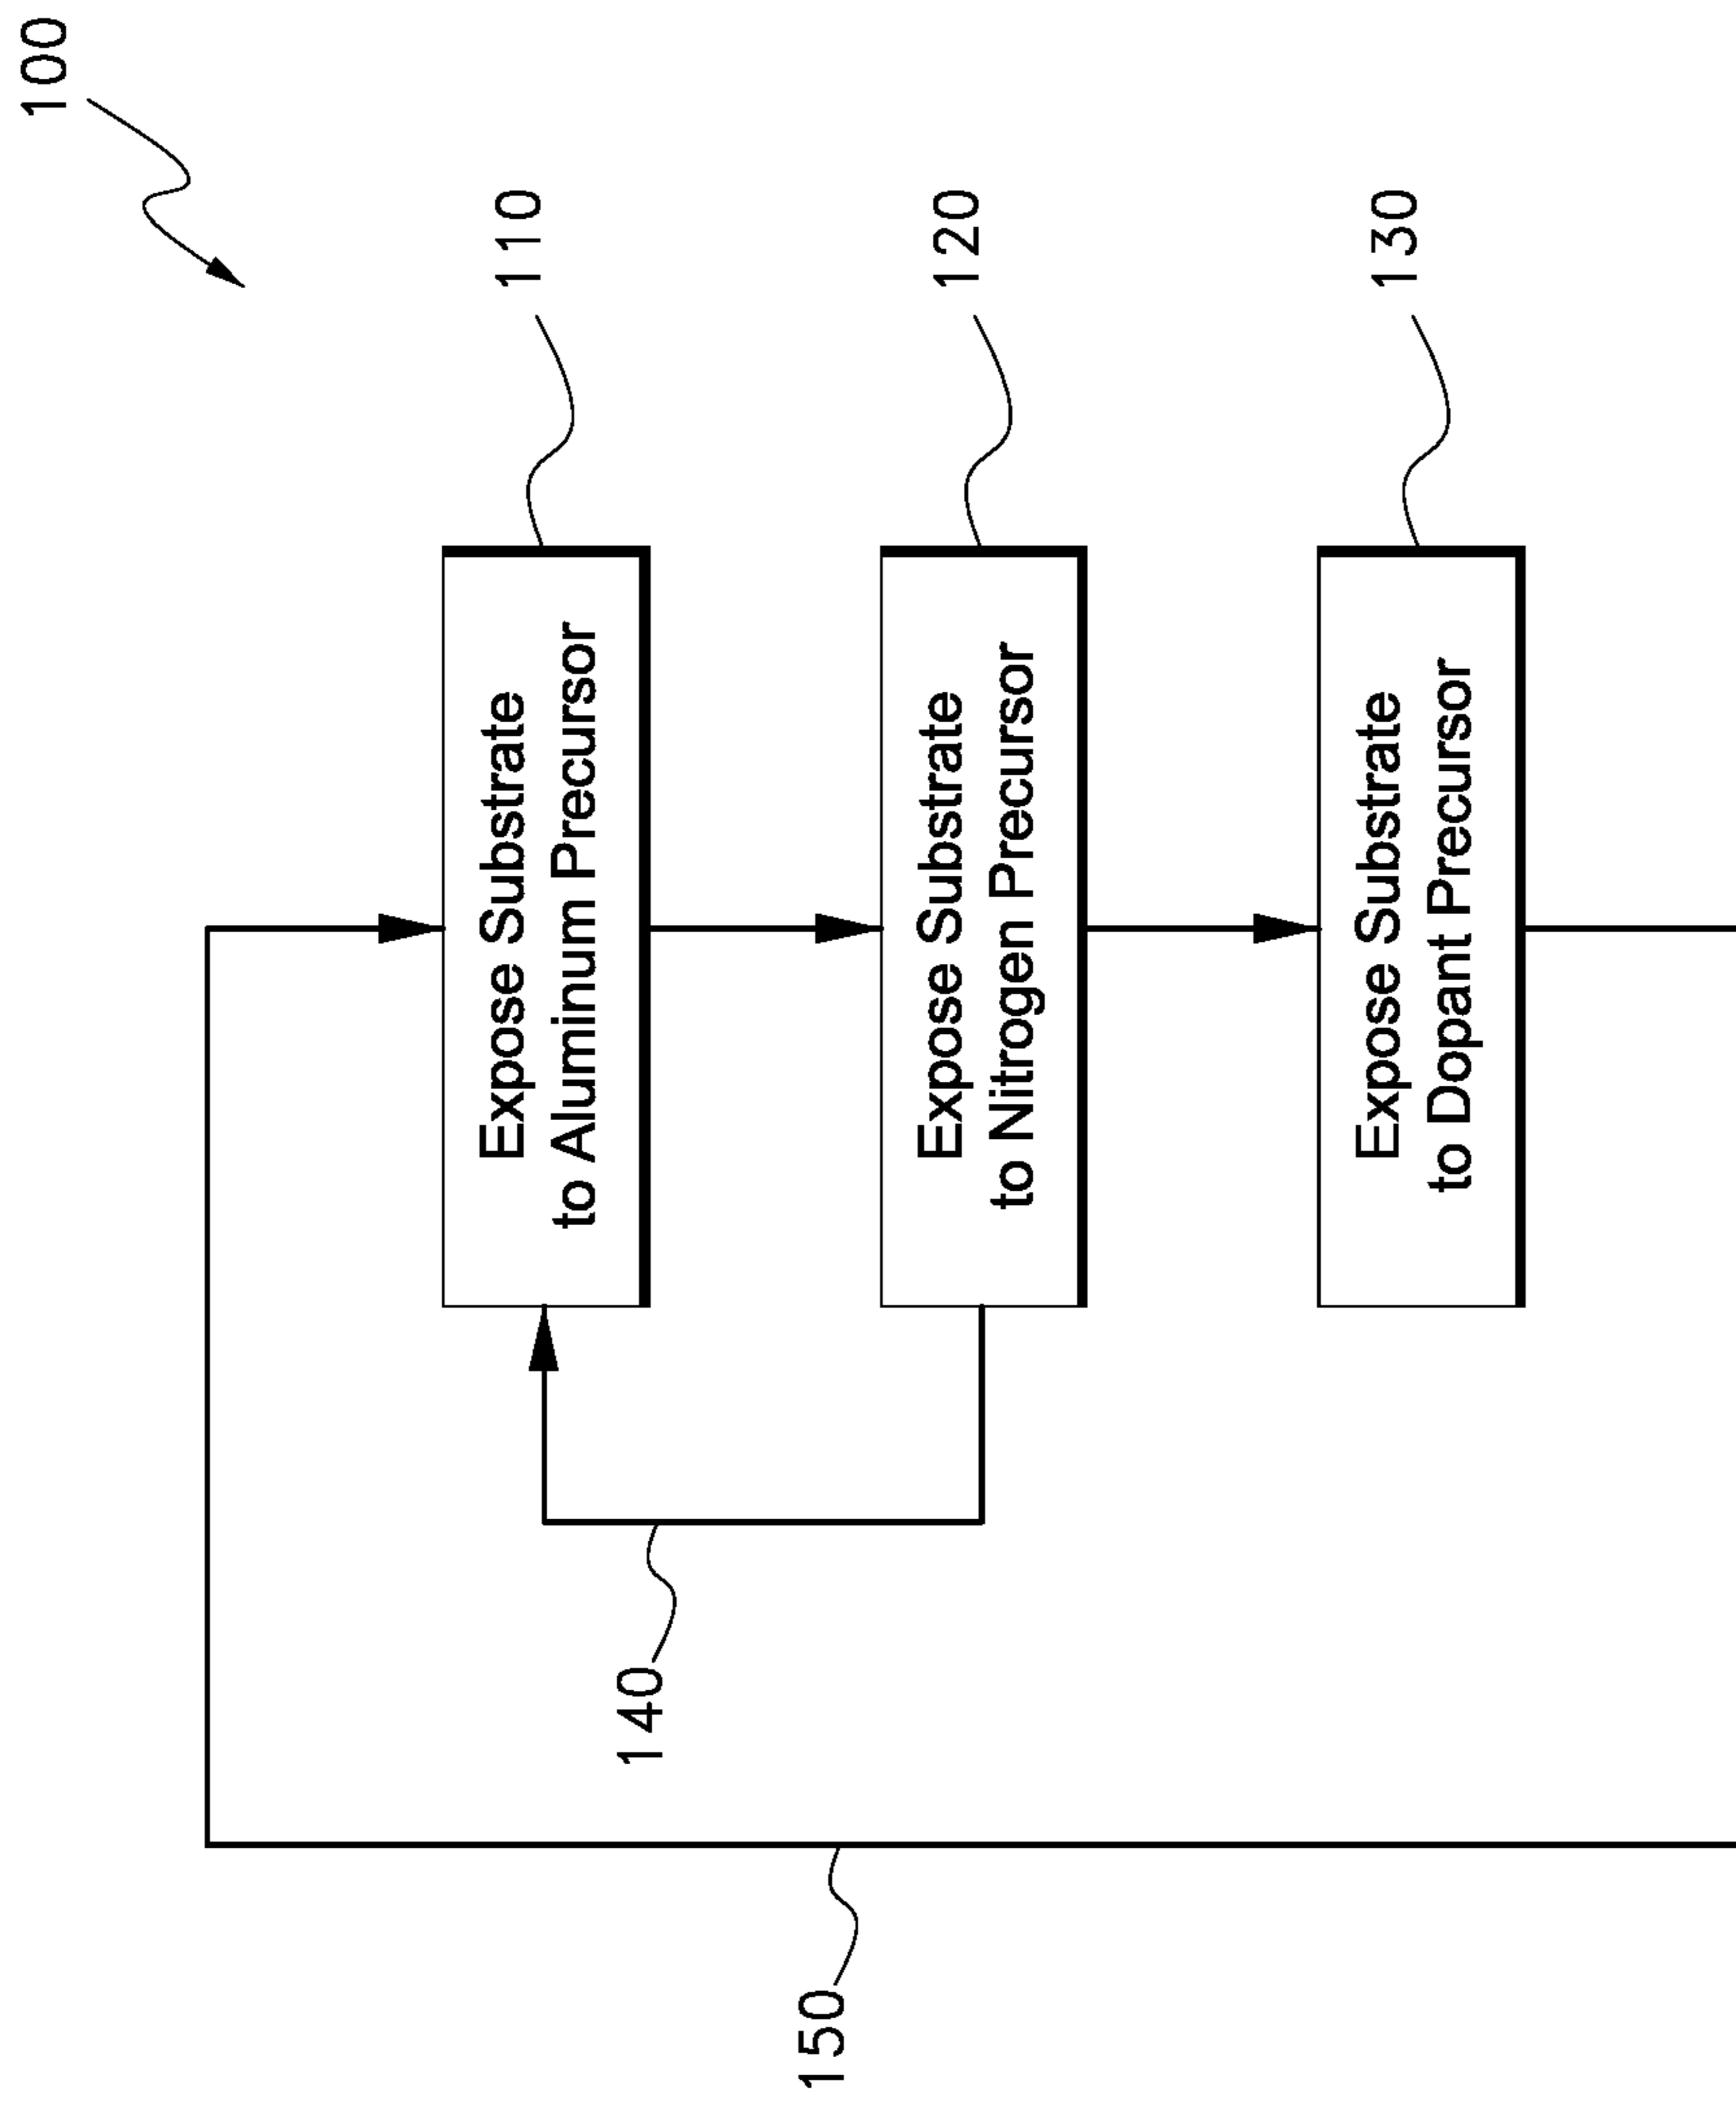 100
110
Expose Substrate
to Aluminum Precursor
120
Expose Substrate
to Nitrogen Precursor
130
Expose Substrate
to Dopant Precursor
140
150